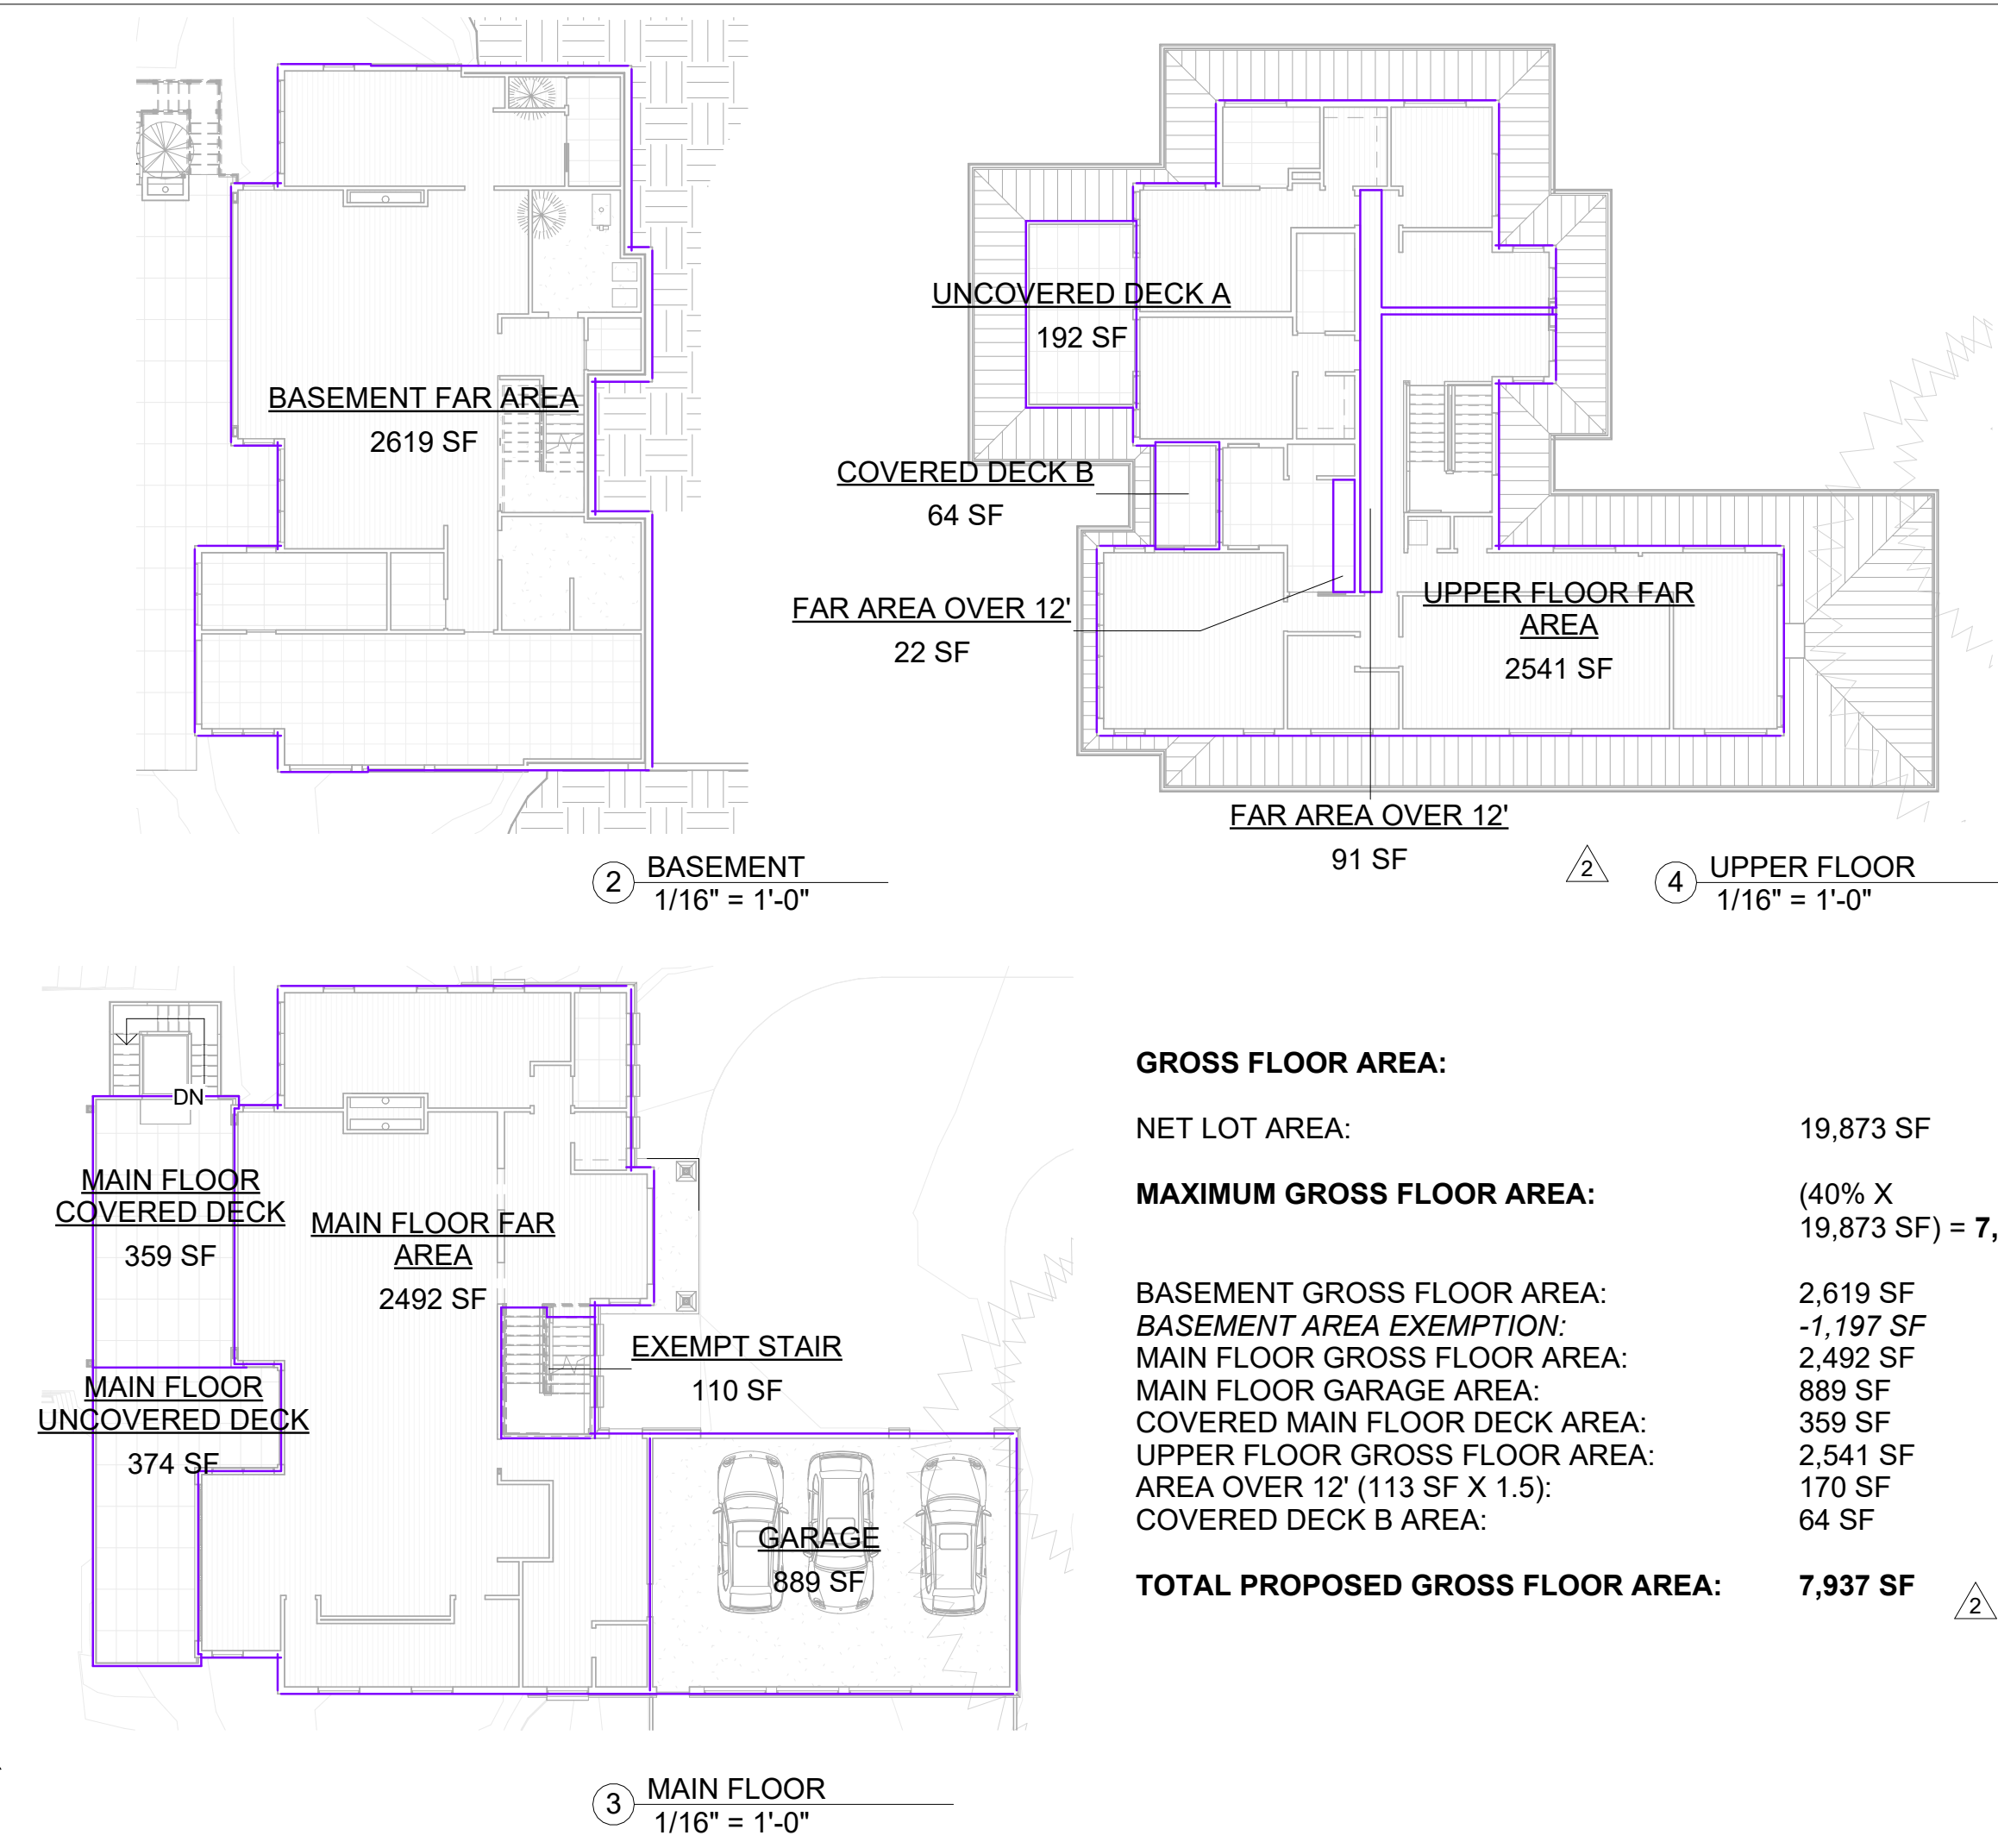 BASEMENT FAR AREA
2619 SF
2 BASEMENT
1/16" = 1'-0"
UNCOVERED DECK A
192 SF
COVERED DECK B
64 SF
FAR AREA OVER 12'
22 SF
UPPER FLOOR FAR
AREA
2541 SF
FAR AREA OVER 12'
91 SF
2
4 UPPER FLOOR
1/16" = 1'-0"
DN
MAIN FLOOR
COVERED DECK
359 SF
MAIN FLOOR FAR
AREA
2492 SF
EXEMPT STAIR
110 SF
MAIN FLOOR
UNCOVERED DECK
374 SF
GARAGE
889 SF
3 MAIN FLOOR
1/16" = 1'-0"
GROSS FLOOR AREA:
NET LOT AREA: 19,873 SF
MAXIMUM GROSS FLOOR AREA: (40% X
19,873 SF) = 7,
BASEMENT GROSS FLOOR AREA: 2,619 SF
BASEMENT AREA EXEMPTION: -1,197 SF
MAIN FLOOR GROSS FLOOR AREA: 2,492 SF
MAIN FLOOR GARAGE AREA: 889 SF
COVERED MAIN FLOOR DECK AREA: 359 SF
UPPER FLOOR GROSS FLOOR AREA: 2,541 SF
AREA OVER 12' (113 SF X 1.5): 170 SF
COVERED DECK B AREA: 64 SF
TOTAL PROPOSED GROSS FLOOR AREA: 7,937 SF
2